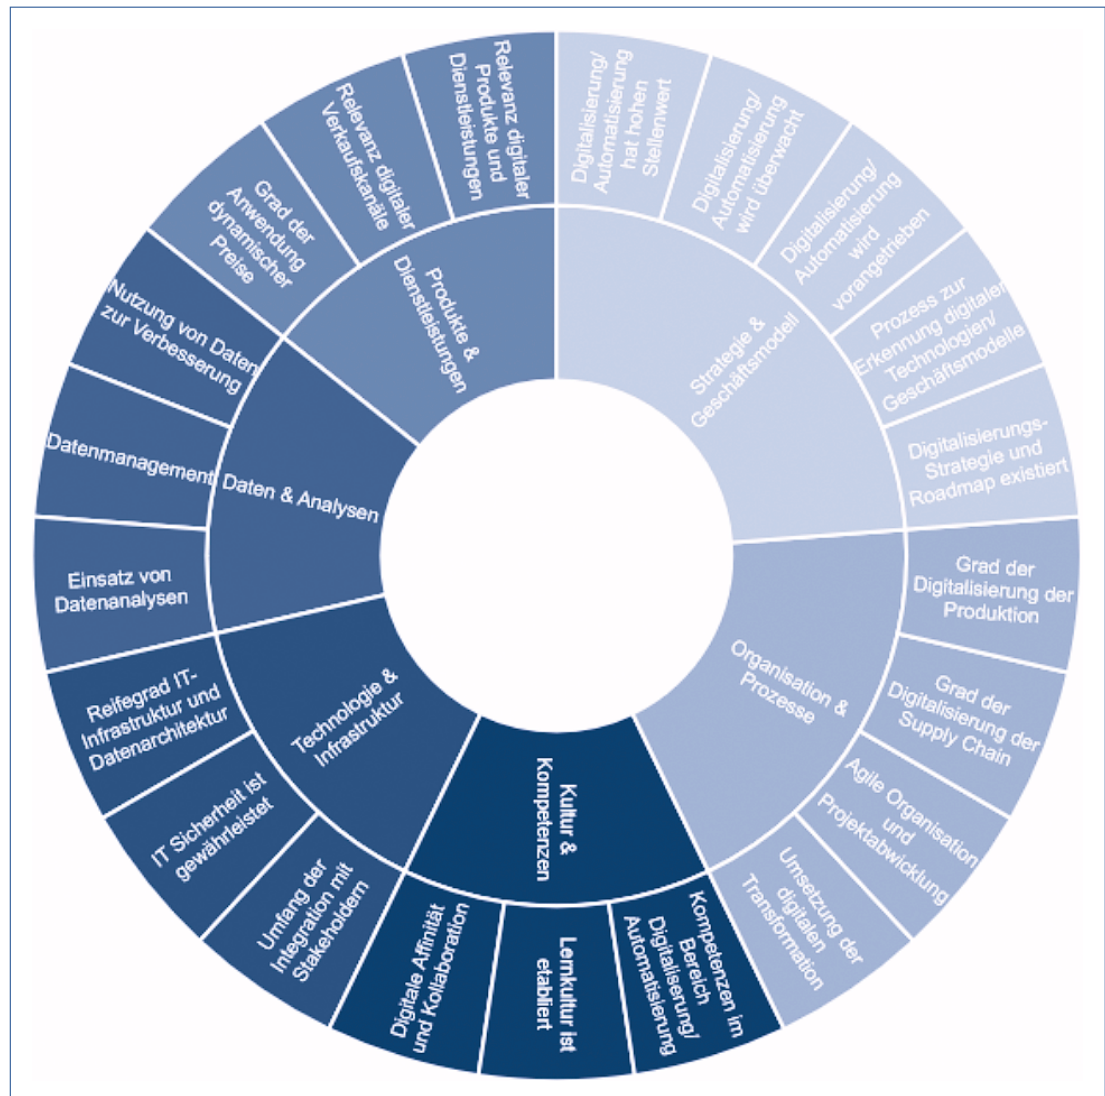 Strategie &
Geschäftsmodell
Digitalisierung/
Automatisierung
hat hohen
Stellenwert
Digitalisierung/
Automatisierung
wird überwacht
Digitalisierung/
Automatisierung
wird
vorangetrieben
Prozess zur
Erkennung digitaler
Technologien/
Geschäftsmodelle
Digitalisierungs-
Strategie und
Roadmap existiert
Organisation &
Prozesse
Grad der
Digitalisierung der
Produktion
Grad der
Digitalisierung der
Supply Chain
Agile Organisation
und
Projektabwicklung
Umsetzung der
digitalen
Transformation
Kultur &
Kompetenzen
Kompetenzen im
Bereich
Digitaliserung/
Automatisierung
Lernkultur ist
etabliert
Digitale Affinität
und Kollaboration
Technologie &
Infrastruktur
Umfang der
Integration mit
Stakeholdern
IT Sicherheit ist
gewährleistet
Reifegrad IT-
Infrastruktur und
Datenarchitektur
Daten & Analysen
Einsatz von
Datenanalysen
Datenmanagement
Nutzung von Daten
zur Verbesserung
Produkte &
Dienstleistungen
Grad der
Anwendung
dynamischer
Preise
Relevanz digitaler
Verkaufskanäle
Relevanz digitaler
Produkte und
Dienstleistungen